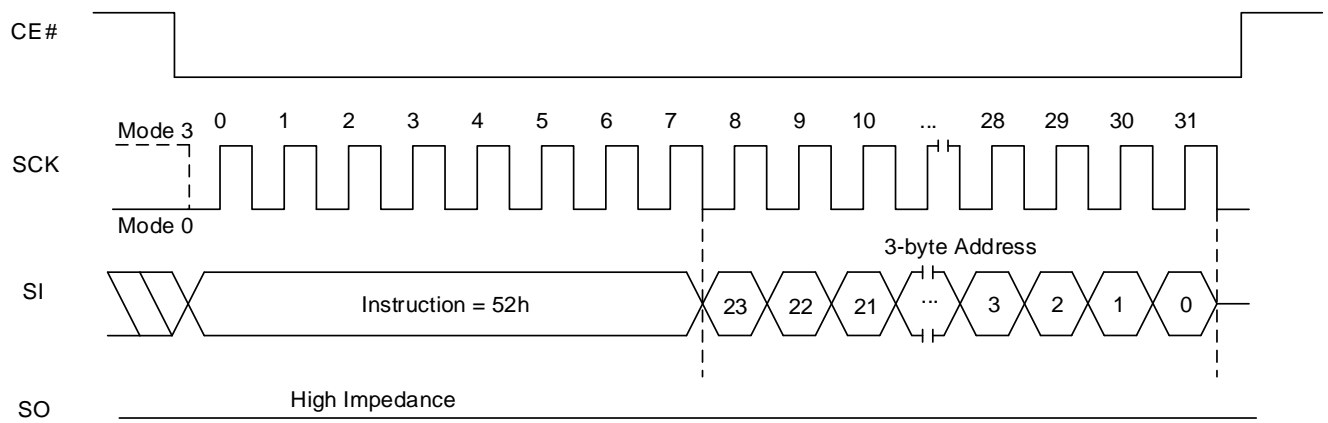 CE#
Mode 3 0 1 2 3 4 5 6 7 8 9 10 ... 28 29 30 31
SCK
Mode 0
3-byte Address
SI Instruction = 52h 23 22 21 ... 3 2 1 0
High Impedance
SO